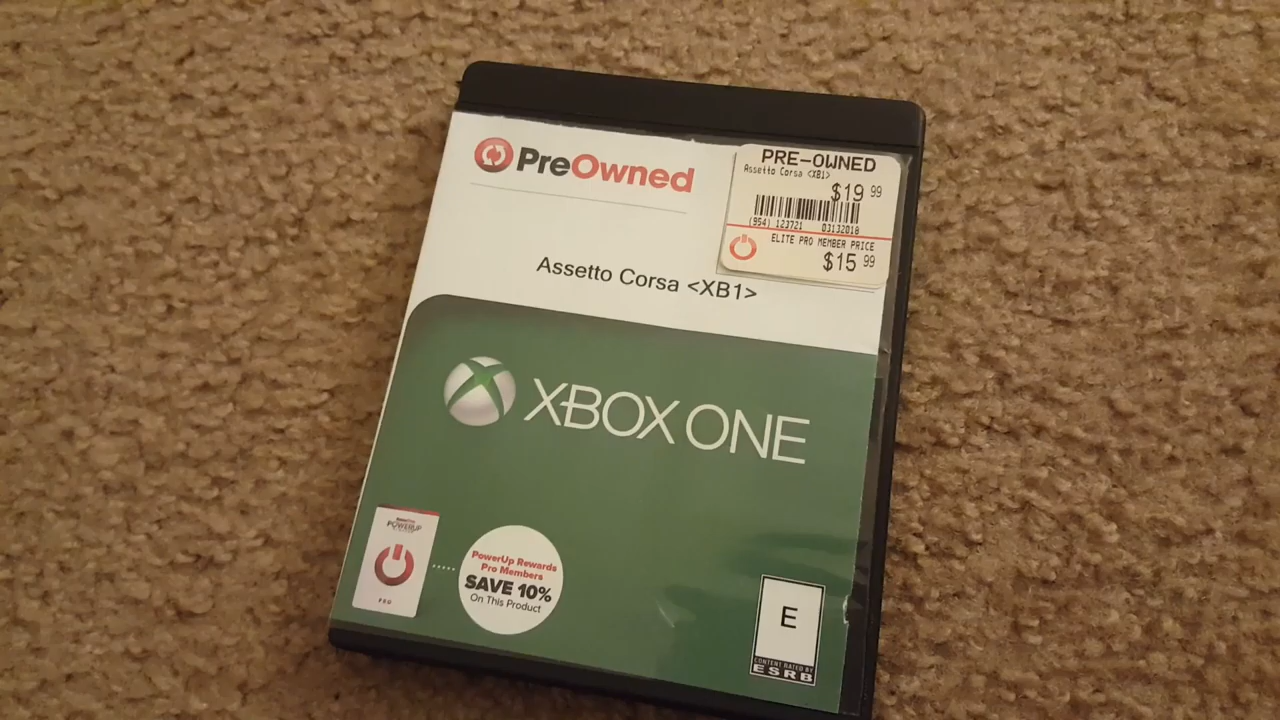 PreOwned
PRE-OWNED
Assetto Corsa <XB1>
$19 99
(954) 123721 03132018
ELITE PRO MEMBER PRICE
$15 99
Assetto Corsa <XB1>
XBOX ONE
POWERUP
PRO
PowerUp Rewards
Pro Members
SAVE 10%
On This Product
E
CONTENT RATED BY
ESRB